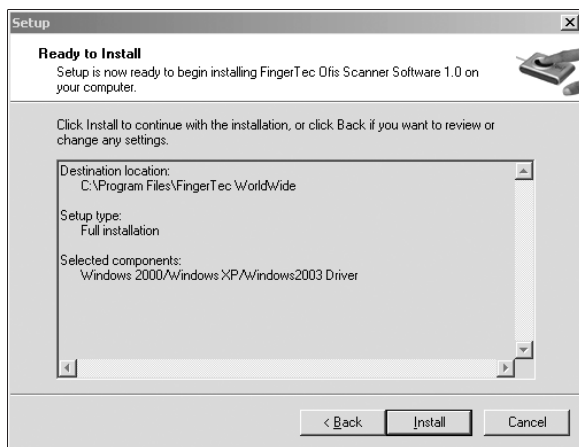 Setup
Ready to Install
Setup is now ready to begin installing FingerTec Ofis Scanner Software 1.0 on
your computer.
Click Install to continue with the installation, or click Back if you want to review or
change any settings.
Destination location:
C:\Program Files\FingerTec WorldWide
Setup type:
Full installation
Selected components:
Windows 2000/Windows XP/Windows2003 Driver
< Back
Install
Cancel